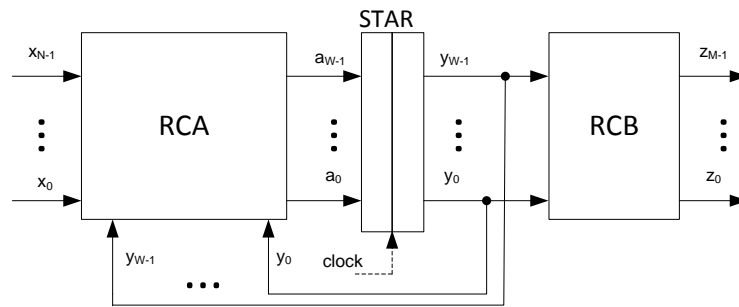 STAR
x_{N-1} a_{W-1} y_{W-1} z_{M-1}
RCA RCB
x_0 a_0 y_0 z_0
y_{W-1} y_0 clock